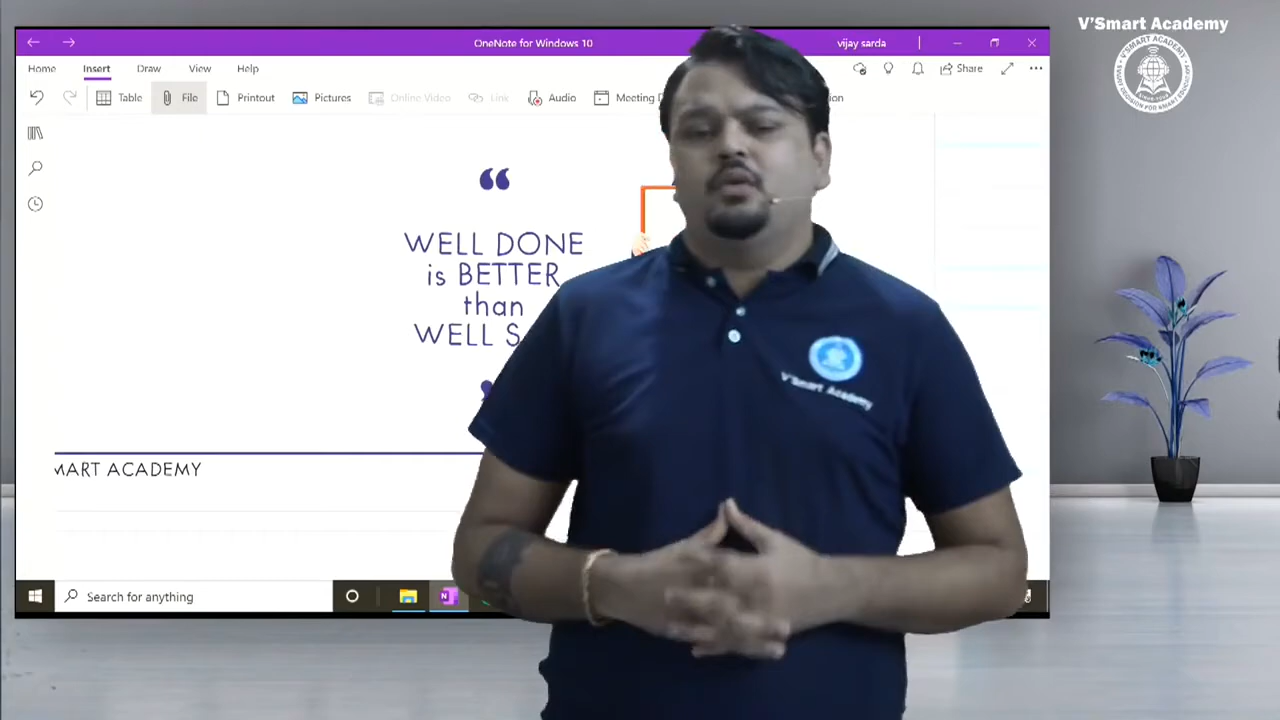 V'Smart Academy
OneNote for Windows 10
vijay sarda
Home Insert Draw View Help
Share
Table File Printout Pictures Online Video Link Audio Meeting
WELL DONE
is BETTER
than
WELL
V'Smart Academy
MART ACADEMY
Search for anything